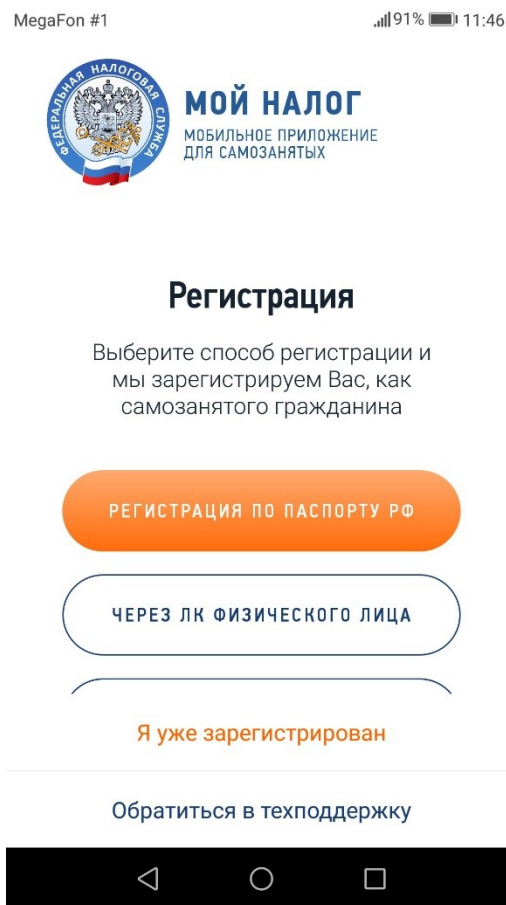 MegaFon #1
91% 11:46
ФЕДЕРАЛЬНАЯ НАЛОГОВАЯ СЛУЖБА
МОЙ НАЛОГ
МОБИЛЬНОЕ ПРИЛОЖЕНИЕ
ДЛЯ САМОЗАНЯТЫХ
Регистрация
Выберите способ регистрации и
мы зарегистрируем Вас, как
самозанятого гражданина
РЕГИСТРАЦИЯ ПО ПАСПОРТУ РФ
ЧЕРЕЗ ЛК ФИЗИЧЕСКОГО ЛИЦА
Я уже зарегистрирован
Обратиться в техподдержку